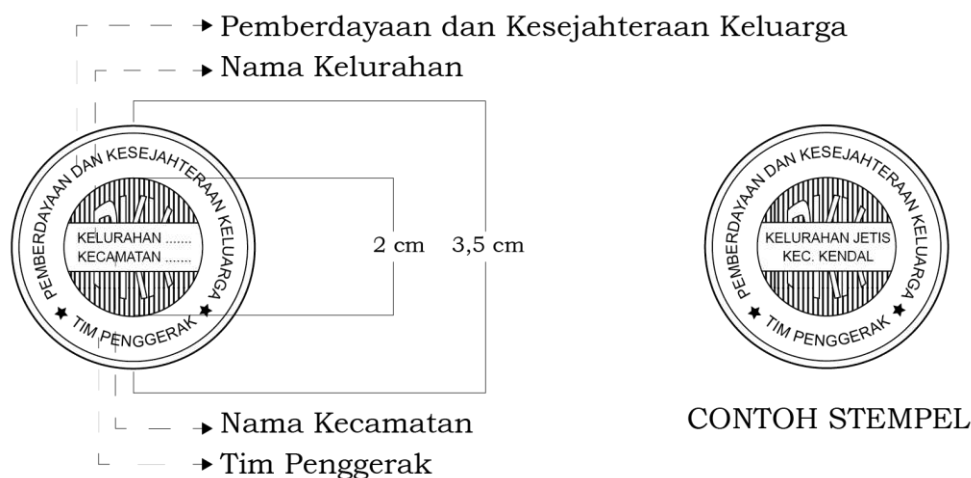 Pemberdayaan dan Kesejahteraan Keluarga
Nama Kelurahan
PEMBERDAYAAN DAN KESEJAHTERAAN KELUARGA
KELURAHAN .......
KECAMATAN .......
TIM PENGGERAK
2 cm
3,5 cm
PEMBERDAYAAN DAN KESEJAHTERAAN KELUARGA
KELURAHAN JETIS
KEC. KENDAL
TIM PENGGERAK
Nama Kecamatan
Tim Penggerak
CONTOH STEMPEL